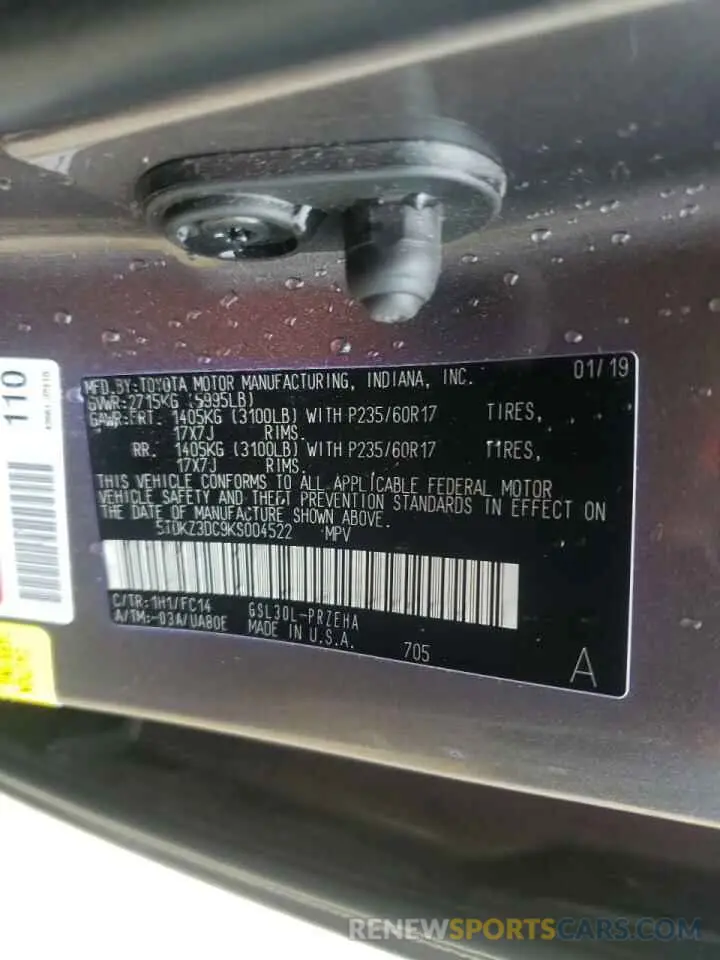 110
MFD.BY:TOYOTA MOTOR MANUFACTURING, INDIANA, INC. 01/19
GVWR:2715KG (5995LB)
GAWR:FRT. 1405KG (3100LB) WITH P235/60R17 TIRES,
17X7J RIMS.
RR. 1405KG (3100LB) WITH P235/60R17 TIRES,
17X7J RIMS.
THIS VEHICLE CONFORMS TO ALL APPLICABLE FEDERAL MOTOR
VEHICLE SAFETY AND THEFT PREVENTION STANDARDS IN EFFECT ON
THE DATE OF MANUFACTURE SHOWN ABOVE.
5TDKZ3DC9KS004522 MPV
C/TR:1H1/FC14 GSL30L-PRZEHA
A/TM:-03A/UA80E MADE IN U.S.A. 705
A
RENEWSPORTSCARS.COM